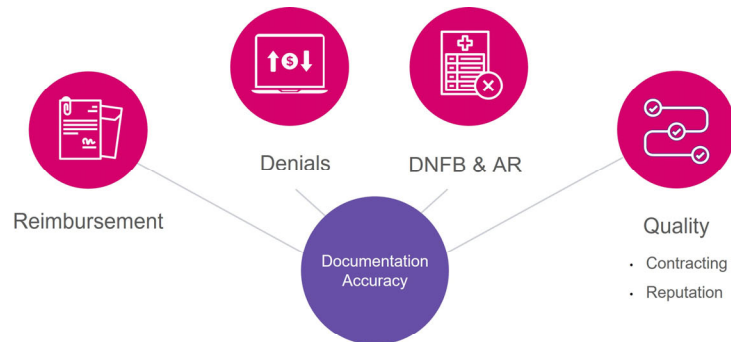 Denials
DNFB & AR
Reimbursement
Quality
• Contracting
• Reputation
Documentation
Accuracy
$